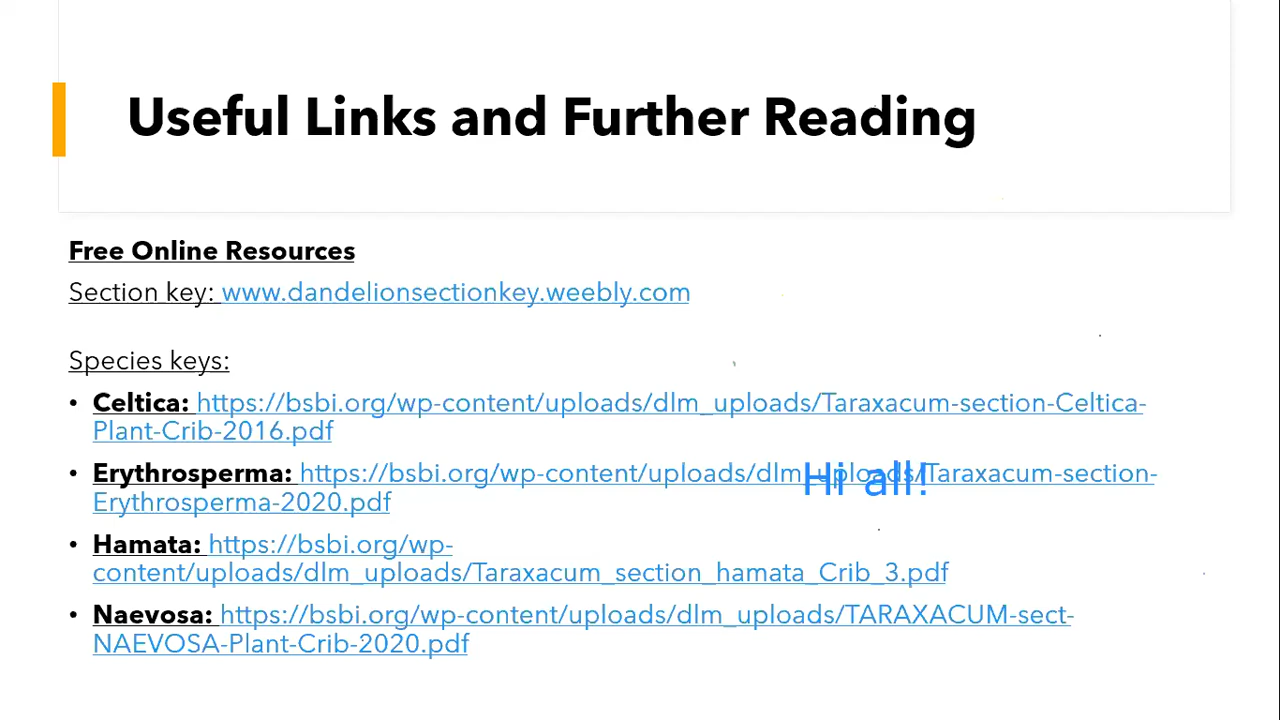 Useful Links and Further Reading
Free Online Resources
Section key: www.dandelionsectionkey.weebly.com
Species keys:
• Celtica: https://bsbi.org/wp-content/uploads/dlm_uploads/Taraxacum-section-Celtica-
Plant-Crib-2016.pdf
• Erythrosperma: https://bsbi.org/wp-content/uploads/dlm_uploads/Taraxacum-section-
Erythrosperma-2020.pdf
Hi all!
• Hamata: https://bsbi.org/wp-
content/uploads/dlm_uploads/Taraxacum_section_hamata_Crib_3.pdf
• Naevosa: https://bsbi.org/wp-content/uploads/dlm_uploads/TARAXACUM-sect-
NAEVOSA-Plant-Crib-2020.pdf